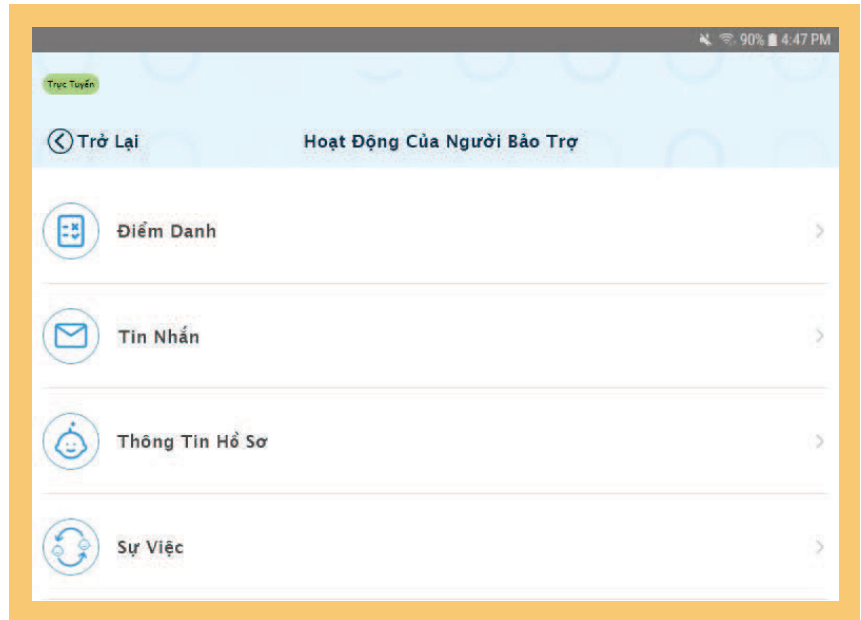 90% 4:47 PM
Trực Tuyến
Trở Lại
Hoạt Động Của Người Bảo Trợ
Điểm Danh
Tin Nhắn
Thông Tin Hồ Sơ
Sự Việc